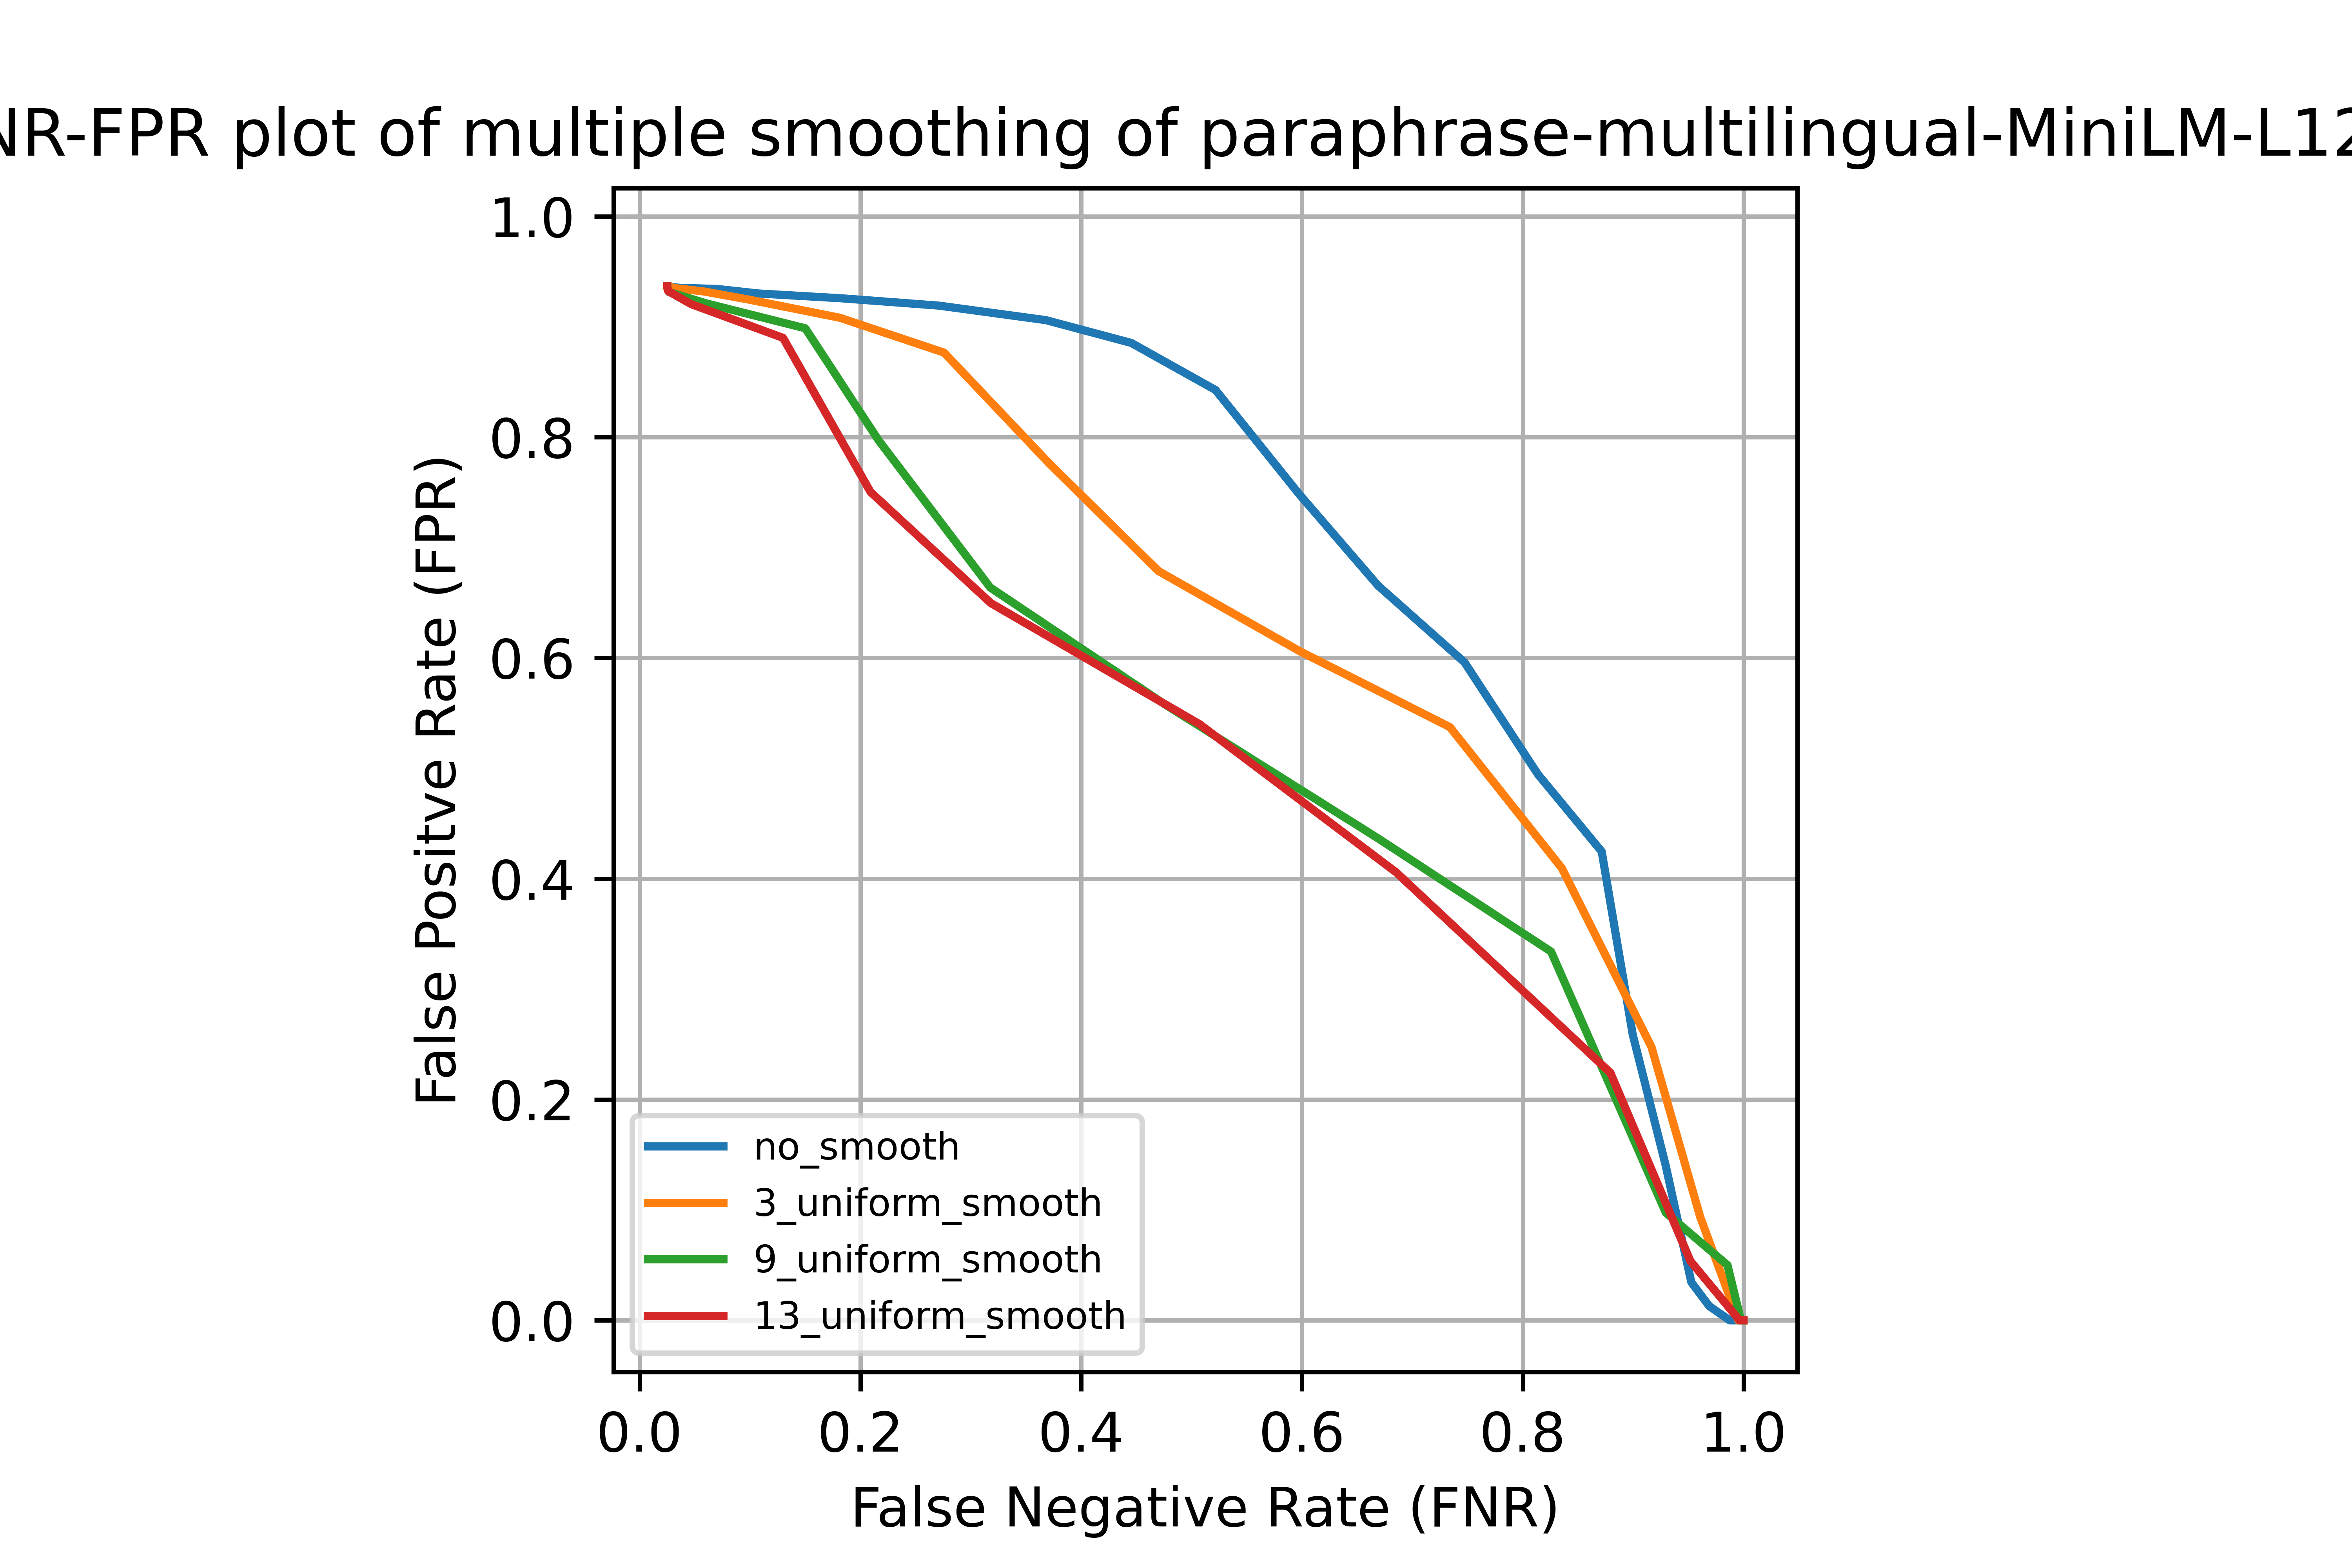 NR-FPR plot of multiple smoothing of paraphrase-multilingual-MiniLM-L12
1.0
0.8
0.6
0.4
0.2
0.0
False Positve Rate (FPR)
no_smooth
3_uniform_smooth
9_uniform_smooth
13_uniform_smooth
0.0 0.2 0.4 0.6 0.8 1.0
False Negative Rate (FNR)